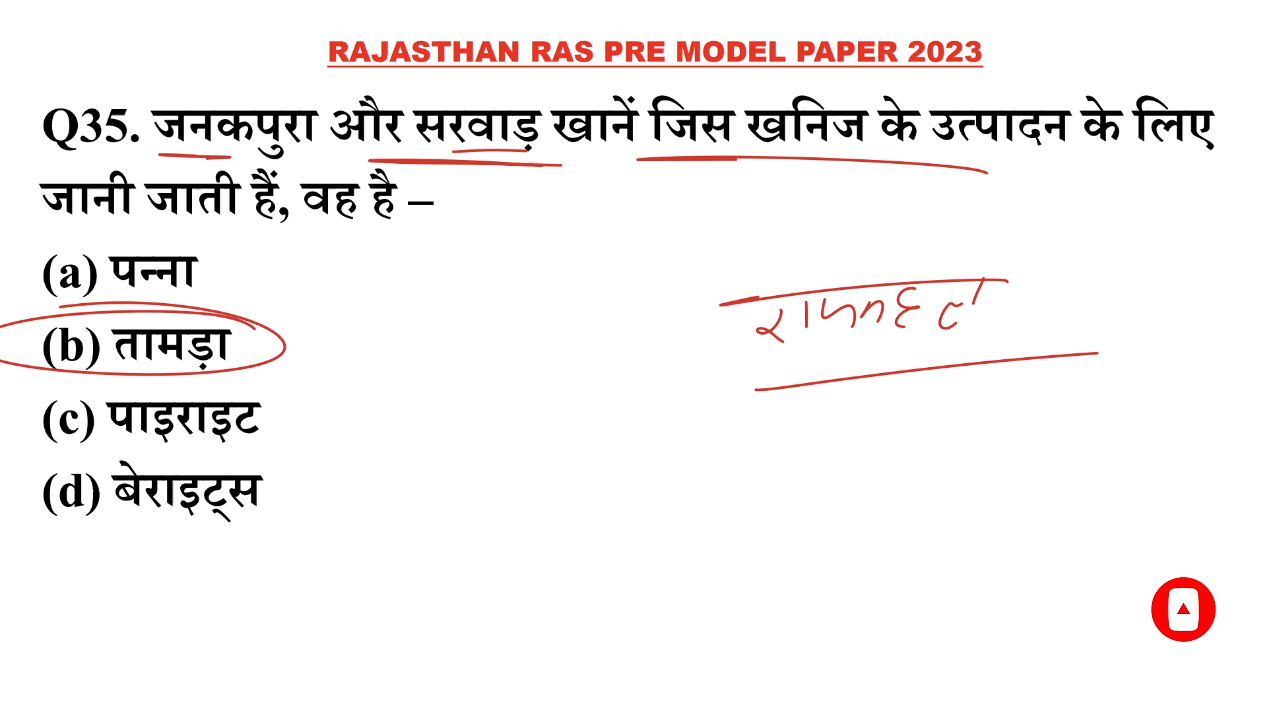 RAJASTHAN RAS PRE MODEL PAPER 2023
Q35. जनकपुरा और सरवाड़ खानें जिस खनिज के उत्पादन के लिए
जानी जाती हैं, वह है –
(a) पन्ना
(b) तामड़ा
(c) पाइराइट
(d) बेराइट्स